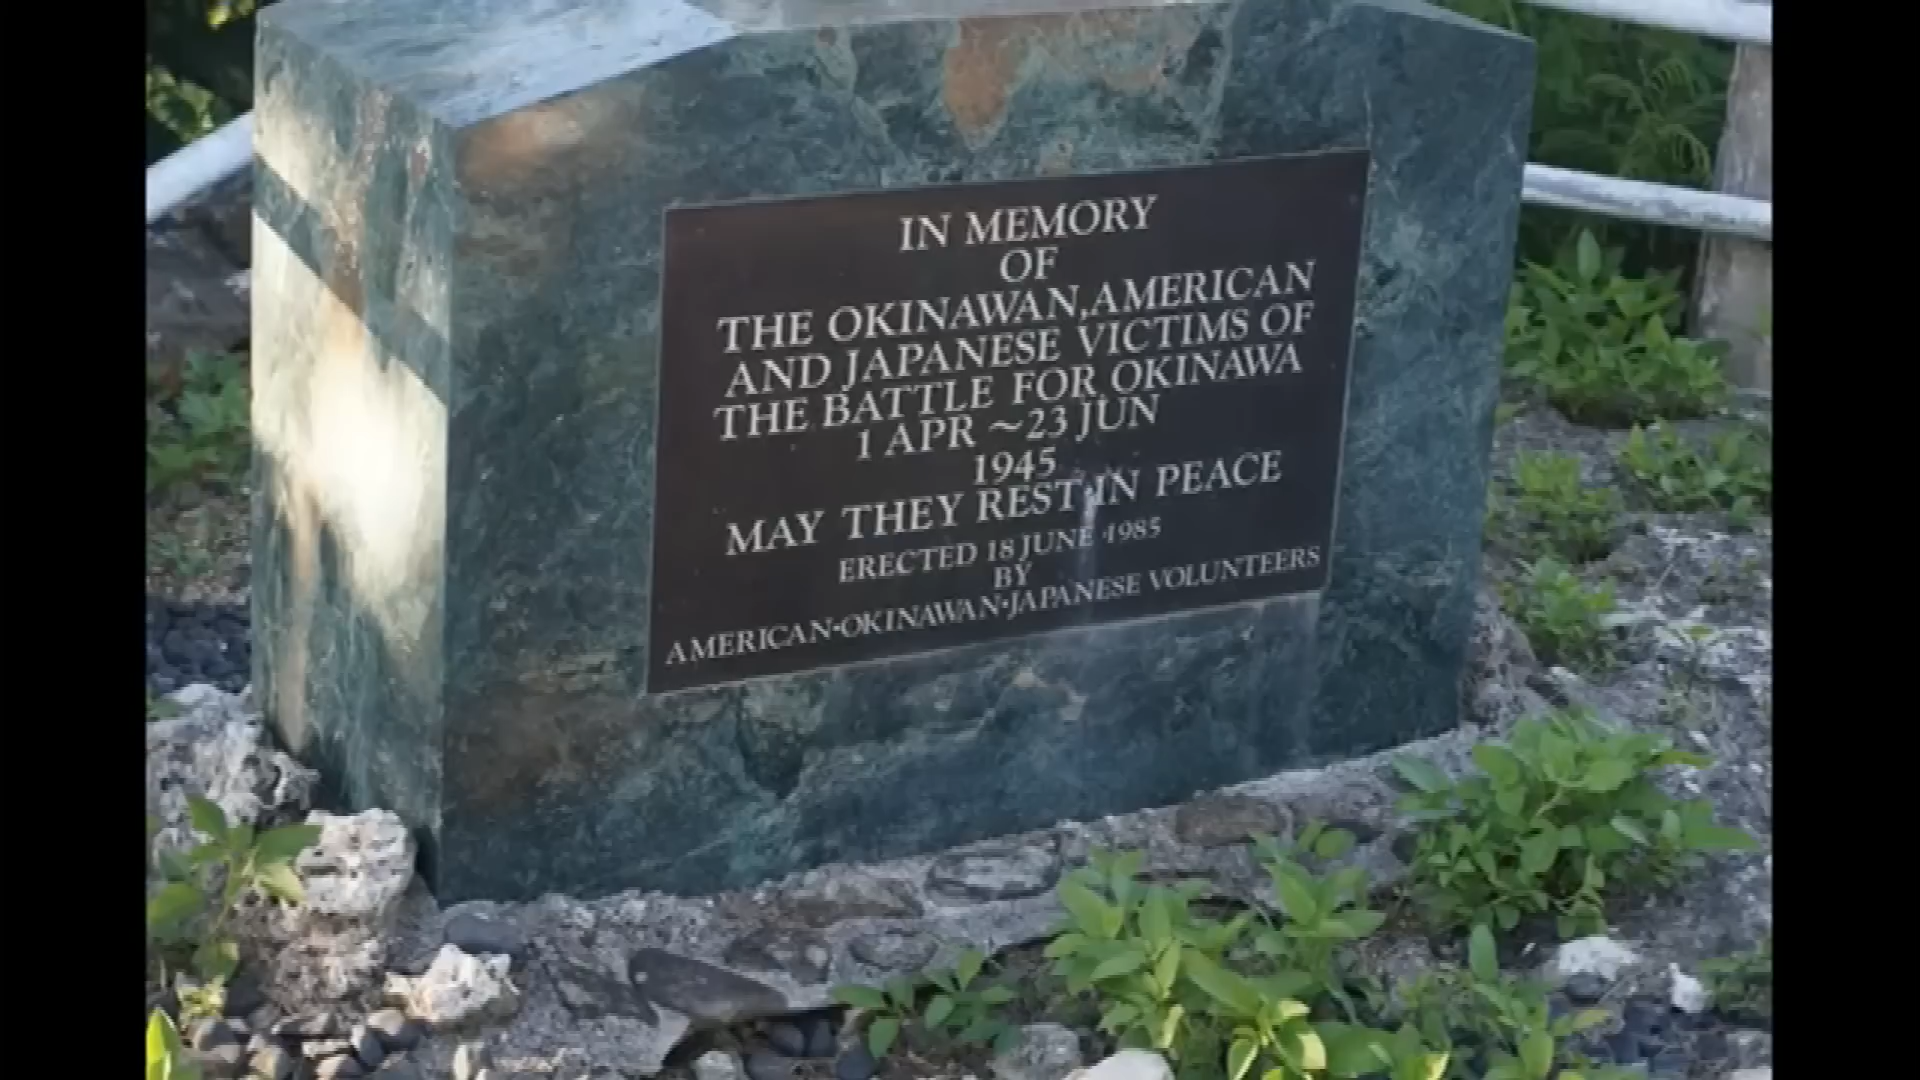 IN MEMORY
OF
THE OKINAWAN,AMERICAN
AND JAPANESE VICTIMS OF
THE BATTLE FOR OKINAWA
1 APR ~23 JUN
1945
MAY THEY REST IN PEACE
ERECTED 18 JUNE 1985
BY
AMERICAN·OKINAWAN·JAPANESE VOLUNTEERS